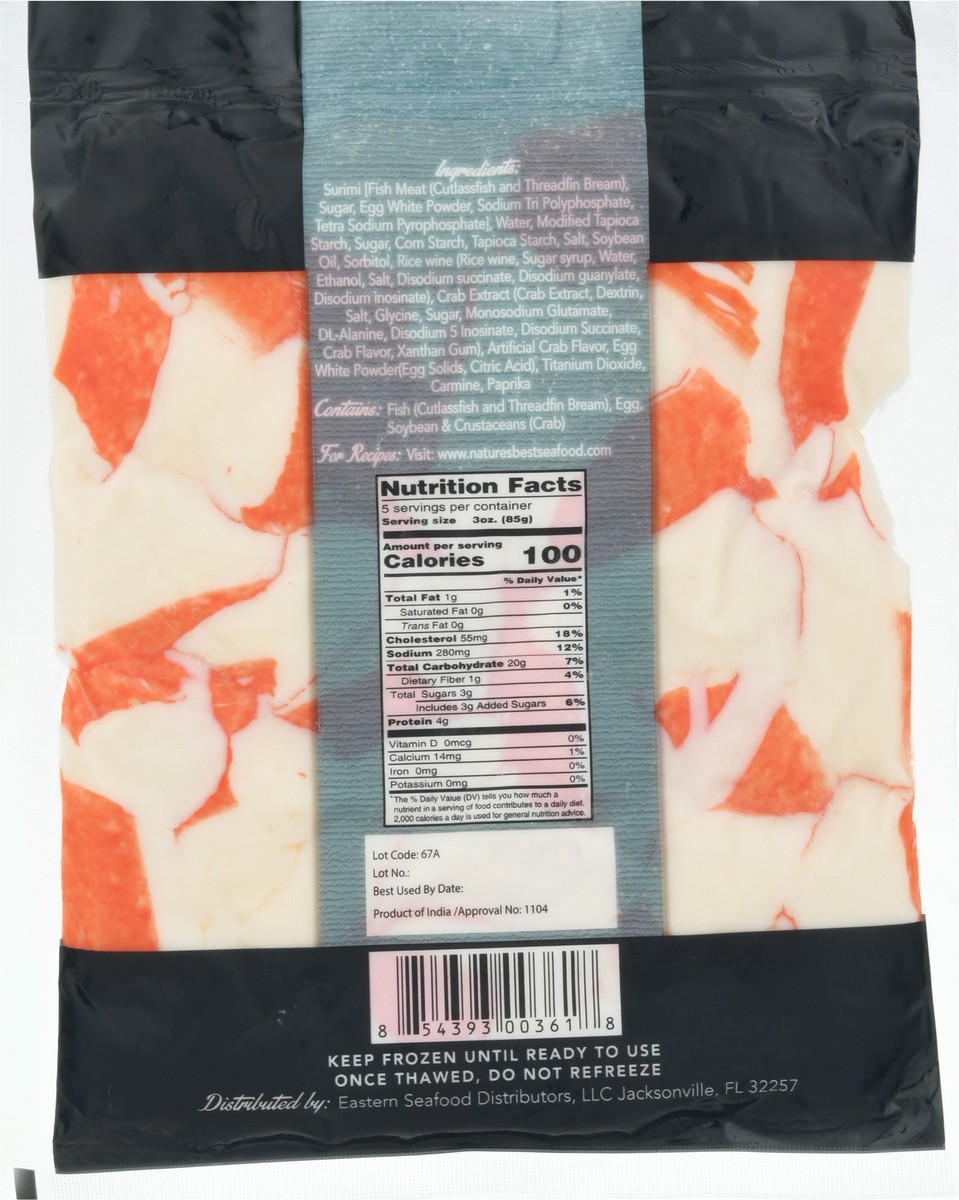 Ingredients:
Surimi [Fish Meat (Cutlassfish and Threadfin Bream),
Sugar, Egg White Powder, Sodium Tri Polyphosphate,
Tetra Sodium Pyrophosphate], Water, Modified Tapioca
Starch, Sugar, Corn Starch, Tapioca Starch, Salt, Soybean
Oil, Sorbitol, Rice wine (Rice wine, Sugar syrup, Water,
Ethanol, Salt, Disodium succinate, Disodium guanylate,
Disodium inosinate), Crab Extract (Crab Extract, Dextrin,
Salt, Glycine, Sugar, Monosodium Glutamate,
DL-Alanine, Disodium 5 Inosinate, Disodium Succinate,
Crab Flavor, Xanthan Gum), Artificial Crab Flavor, Egg
White Powder(Egg Solids, Citric Acid), Titanium Dioxide,
Carmine, Paprika
Contains: Fish (Cutlassfish and Threadfin Bream), Egg,
Soybean & Crustaceans (Crab)
For Recipes: Visit: www.naturesbestseafood.com
Nutrition Facts
5 servings per container
Serving size 3oz. (85g)
Amount per serving
Calories 100
% Daily Value*
Total Fat 1g 1%
Saturated Fat 0g 0%
Trans Fat 0g
Cholesterol 55mg 18%
Sodium 280mg 12%
Total Carbohydrate 20g 7%
Dietary Fiber 1g 4%
Total Sugars 3g
Includes 3g Added Sugars 6%
Protein 4g
Vitamin D 0mcg 0%
Calcium 14mg 1%
Iron 0mg 0%
Potassium 0mg 0%
*The % Daily Value (DV) tells you how much a
nutrient in a serving of food contributes to a daily diet.
2,000 calories a day is used for general nutrition advice.
Lot Code: 67A
Lot No.:
Best Used By Date:
Product of India /Approval No: 1104
8 54393 00361 8
KEEP FROZEN UNTIL READY TO USE
ONCE THAWED, DO NOT REFREEZE
Distributed by: Eastern Seafood Distributors, LLC Jacksonville, FL 32257